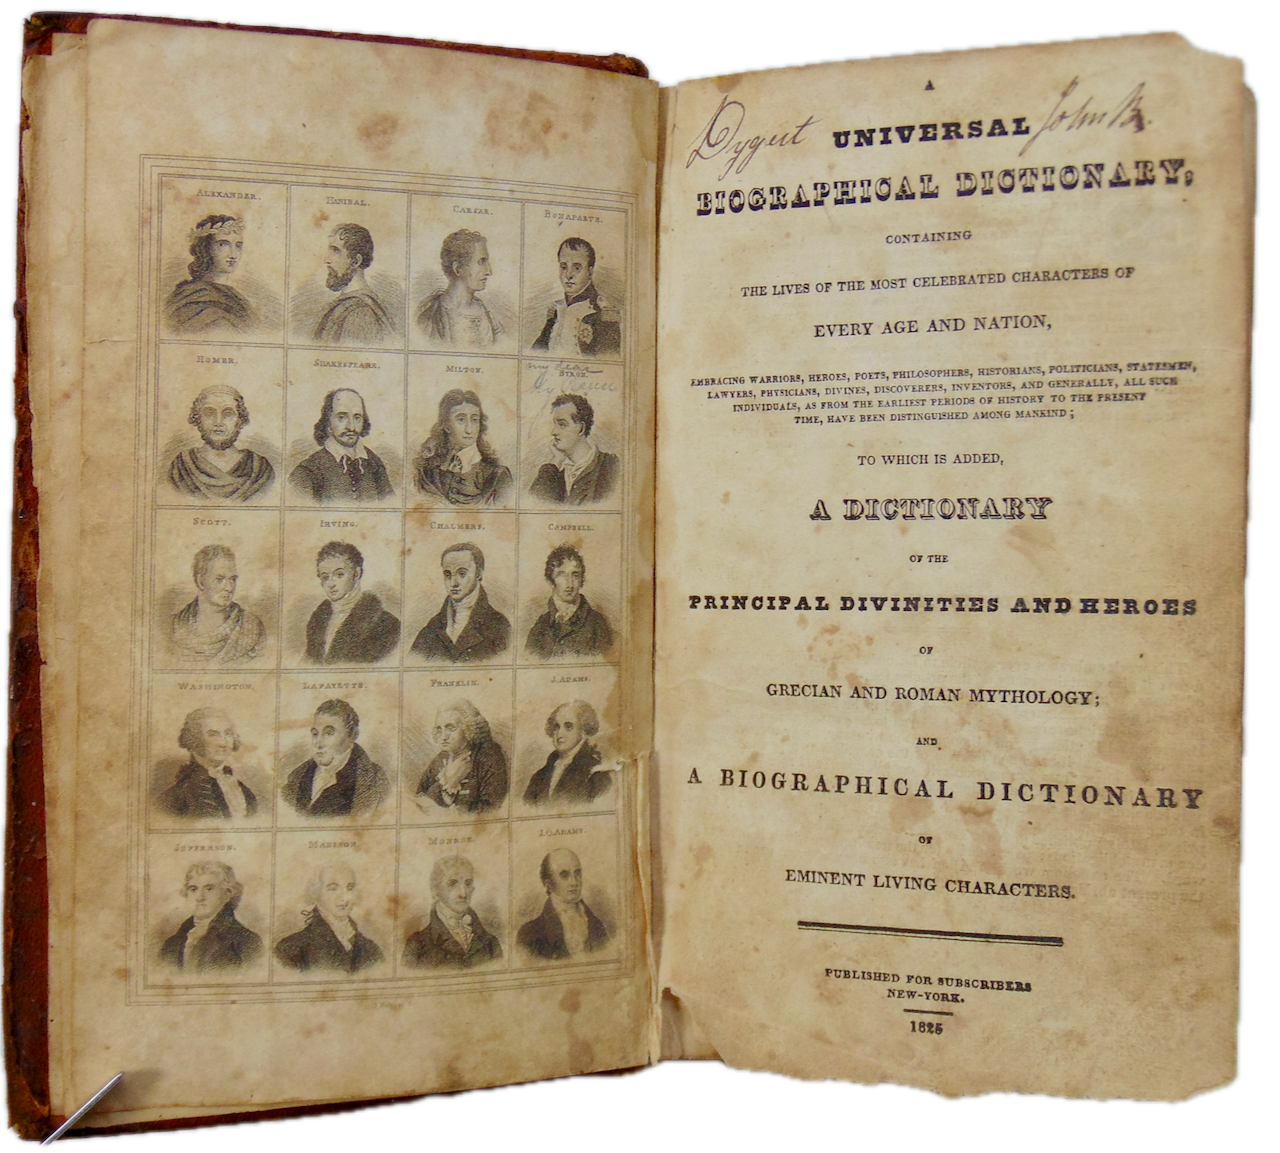 ALEXANDER. HANIBAL. CAESAR. BONAPARTE.
HOMER. SHAKESPEARE. MILTON. BYRON.
my dear
SCOTT. IRVING. CHALMERS. CAMPBELL.
WASHINGTON. LAFAYETTE. FRANKLIN. J. ADAMS.
JEFFERSON. MADISON. MONROE. J.Q. ADAMS.
A
Dygert UNIVERSAL John B.
BIOGRAPHICAL DICTIONARY;
CONTAINING
THE LIVES OF THE MOST CELEBRATED CHARACTERS OF
EVERY AGE AND NATION,
EMBRACING WARRIORS, HEROES, POETS, PHILOSOPHERS, HISTORIANS, POLITICIANS, STATESMEN,
LAWYERS, PHYSICIANS, DIVINES, DISCOVERERS, INVENTORS, AND GENERALLY, ALL SUCH
INDIVIDUALS, AS FROM THE EARLIEST PERIODS OF HISTORY TO THE PRESENT
TIME, HAVE BEEN DISTINGUISHED AMONG MANKIND;
TO WHICH IS ADDED,
A DICTIONARY
OF THE
PRINCIPAL DIVINITIES AND HEROES
OF
GRECIAN AND ROMAN MYTHOLOGY;
AND
A BIOGRAPHICAL DICTIONARY
OF
EMINENT LIVING CHARACTERS.
PUBLISHED FOR SUBSCRIBERS
NEW-YORK.
1825